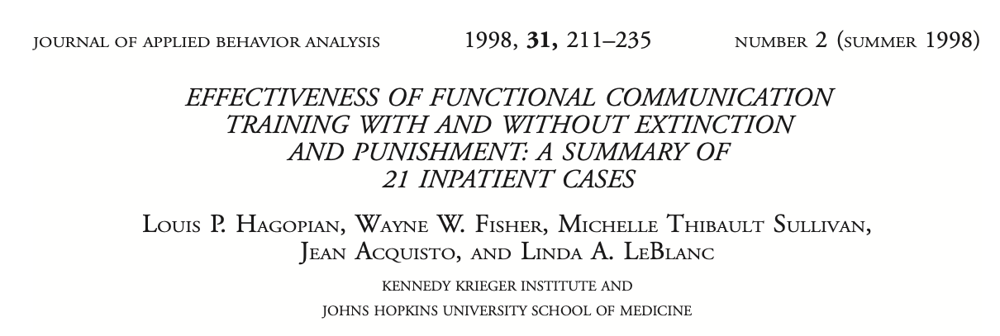 JOURNAL OF APPLIED BEHAVIOR ANALYSIS 1998, 31, 211–235 NUMBER 2 (SUMMER 1998)
EFFECTIVENESS OF FUNCTIONAL COMMUNICATION
TRAINING WITH AND WITHOUT EXTINCTION
AND PUNISHMENT: A SUMMARY OF
21 INPATIENT CASES
LOUIS P. HAGOPIAN, WAYNE W. FISHER, MICHELLE THIBAULT SULLIVAN,
JEAN ACQUISTO, AND LINDA A. LEBLANC
KENNEDY KRIEGER INSTITUTE AND
JOHNS HOPKINS UNIVERSITY SCHOOL OF MEDICINE